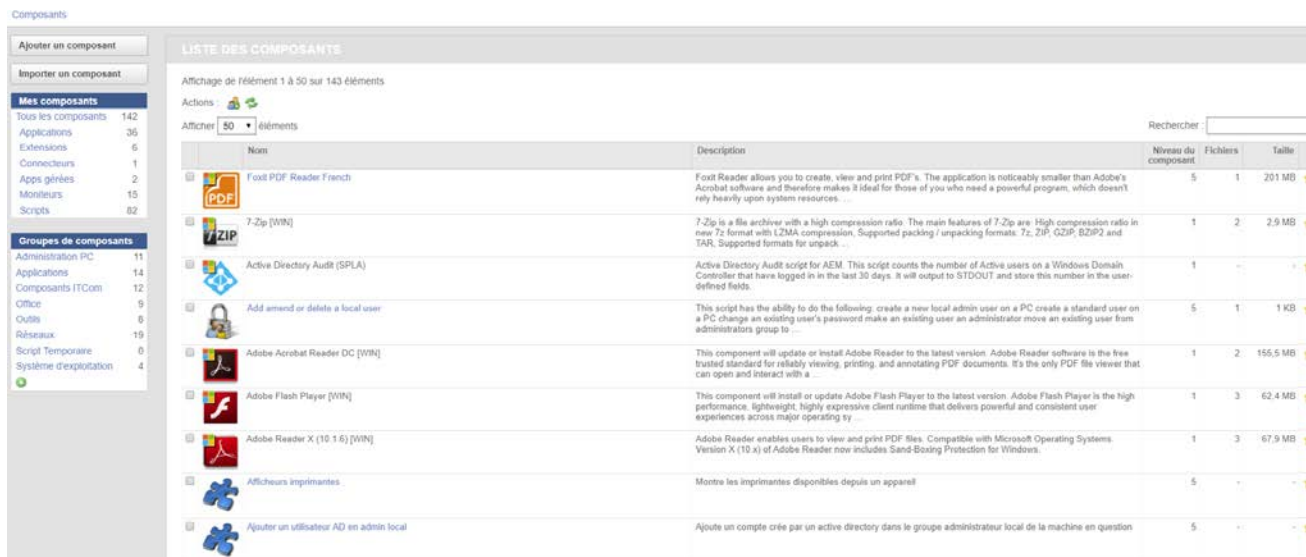 Composants
Ajouter un composant
Importer un composant
Mes composants
Tous les composants 142
Applications 36
Extensions 6
Connecteurs 1
Apps gérées 2
Moniteurs 15
Scripts 82
Groupes de composants
Administration PC 11
Applications 14
Composants ITCom 12
Office 9
Outils 8
Réseaux 19
Script Temporaire 0
Système d'exploitation 4
LISTE DES COMPOSANTS
Affichage de l'élément 1 à 50 sur 143 éléments
Actions :
Afficher 50 éléments
Rechercher :
Nom Description Niveau du composant Fichiers Taille
PDF
Foxit PDF Reader French
Foxit Reader allows you to create, view and print PDF's. The application is noticeably smaller than Adobe's
Acrobat software and therefore makes it ideal for those of you who need a powerful program, which doesn't
rely heavily upon system resources. ...
5 1 201 MB
7ZIP
7-Zip [WIN]
7-Zip is a file archiver with a high compression ratio. The main features of 7-Zip are: High compression ratio in
new 7z format with LZMA compression, Supported packing / unpacking formats: 7z, ZIP, GZIP, BZIP2 and
TAR, Supported formats for unpack ...
1 2 2,9 MB
Active Directory Audit (SPLA)
Active Directory Audit script for AEM. This script counts the number of Active users on a Windows Domain
Controller that have logged in in the last 30 days. It will output to STDOUT and store this number in the user-
defined fields.
1 - -
Add amend or delete a local user
This script has the ability to do the following: create a new local admin user on a PC create a standard user on
a PC change an existing user's password make an existing user an administrator move an existing user from
administrators group to ...
5 1 1 KB
Adobe Acrobat Reader DC [WIN]
This component will update or install Adobe Reader to the latest version. Adobe Reader software is the free
trusted standard for reliably viewing, printing, and annotating PDF documents. It's the only PDF file viewer that
can open and interact with a ...
1 2 155,5 MB
Adobe Flash Player [WIN]
This component will install or update Adobe Flash Player to the latest version. Adobe Flash Player is the high
performance, lightweight, highly expressive client runtime that delivers powerful and consistent user
experiences across major operating sy ...
1 3 62,4 MB
Adobe Reader X (10.1.6) [WIN]
Adobe Reader enables users to view and print PDF files. Compatible with Microsoft Operating Systems.
Version X (10.x) of Adobe Reader now includes Sand-Boxing Protection for Windows.
1 3 67,9 MB
Afficheurs imprimantes
Montre les imprimantes disponibles depuis un appareil
5 - -
Ajouter un utilisateur AD en admin local
Ajoute un compte crée par un active directory dans le groupe administrateur local de la machine en question
5 - -